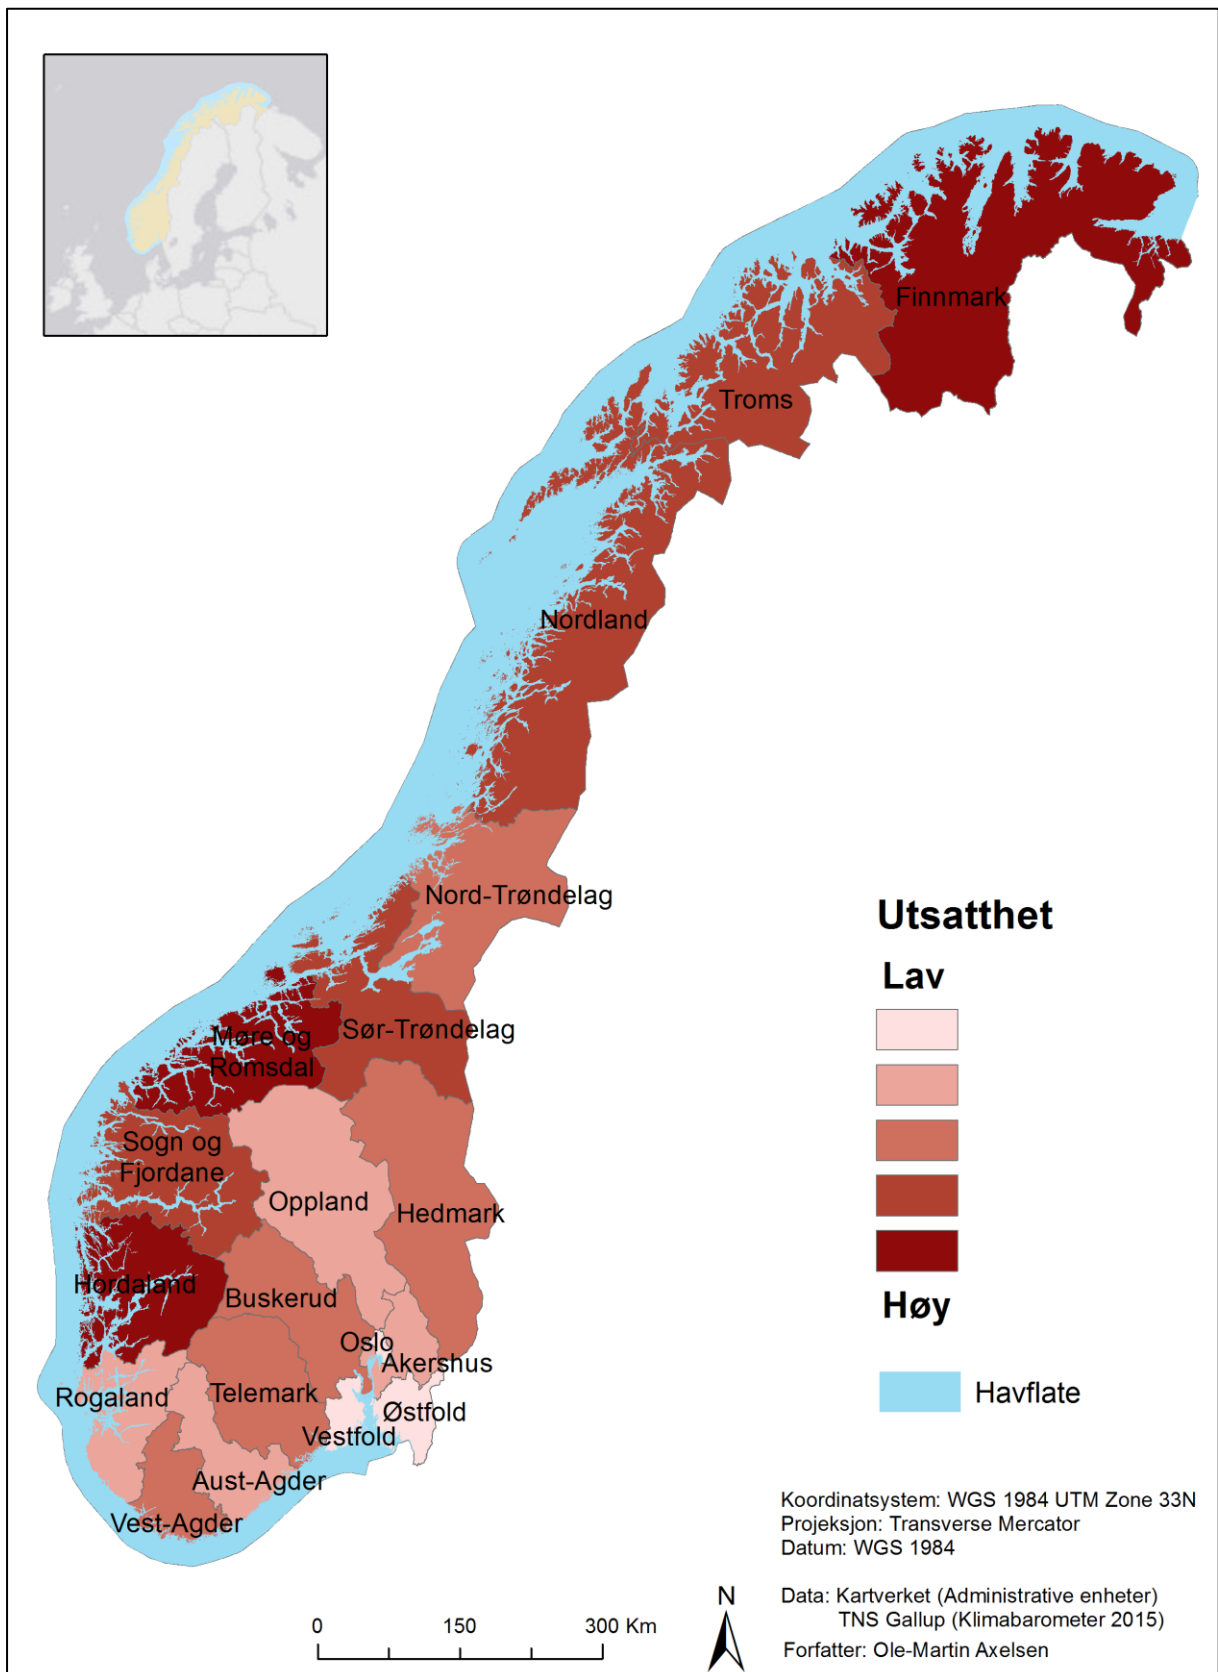 Finnmark
Troms
Nordland
Nord-Trøndelag
Sør-Trøndelag
Møre og
Romsdal
Sogn og
Fjordane
Oppland
Hedmark
Hordaland
Buskerud
Oslo
Akershus
Rogaland
Telemark
Østfold
Vestfold
Aust-Agder
Vest-Agder
Utsatthet
Lav
Høy
Havflate
Koordinatsystem: WGS 1984 UTM Zone 33N
Projeksjon: Transverse Mercator
Datum: WGS 1984
Data: Kartverket (Administrative enheter)
TNS Gallup (Klimabarometer 2015)
Forfatter: Ole-Martin Axelsen
N
0 150 300 Km